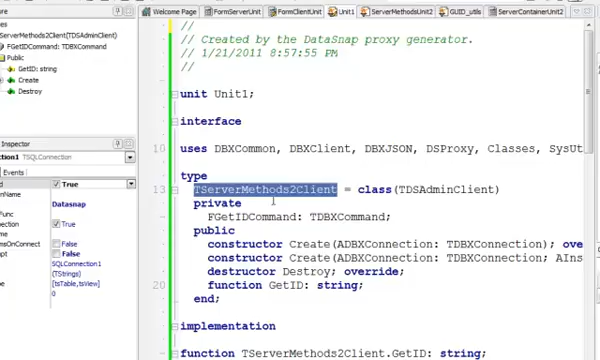 Welcome Page FormServerUnit FormClientUnit Unit1 ServerMethodsUnit2 GUID_utils ServerContainerUnit2
FGetIDCommand: TDBXCommand
Public
GetID: string;
Create
Destroy
Inspector
TSQLConnection
Events
True
Datasnap
True
False
False
SQLConnection1
(TStrings)
[tsTable,tsView]
0
//
// Created by the DataSnap proxy generator.
// 1/21/2011 8:57:55 PM
//
unit Unit1;
interface
10 uses DBXCommon, DBXClient, DBXJSON, DSProxy, Classes, SysUt
type
13 TServerMethods2Client = class(TDSAdminClient)
private
FGetIDCommand: TDBXCommand;
public
constructor Create(ADBXConnection: TDBXConnection); ove
constructor Create(ADBXConnection: TDBXConnection; AIns
destructor Destroy; override;
20 function GetID: string;
end;
implementation
function TServerMethods2Client.GetID: string;